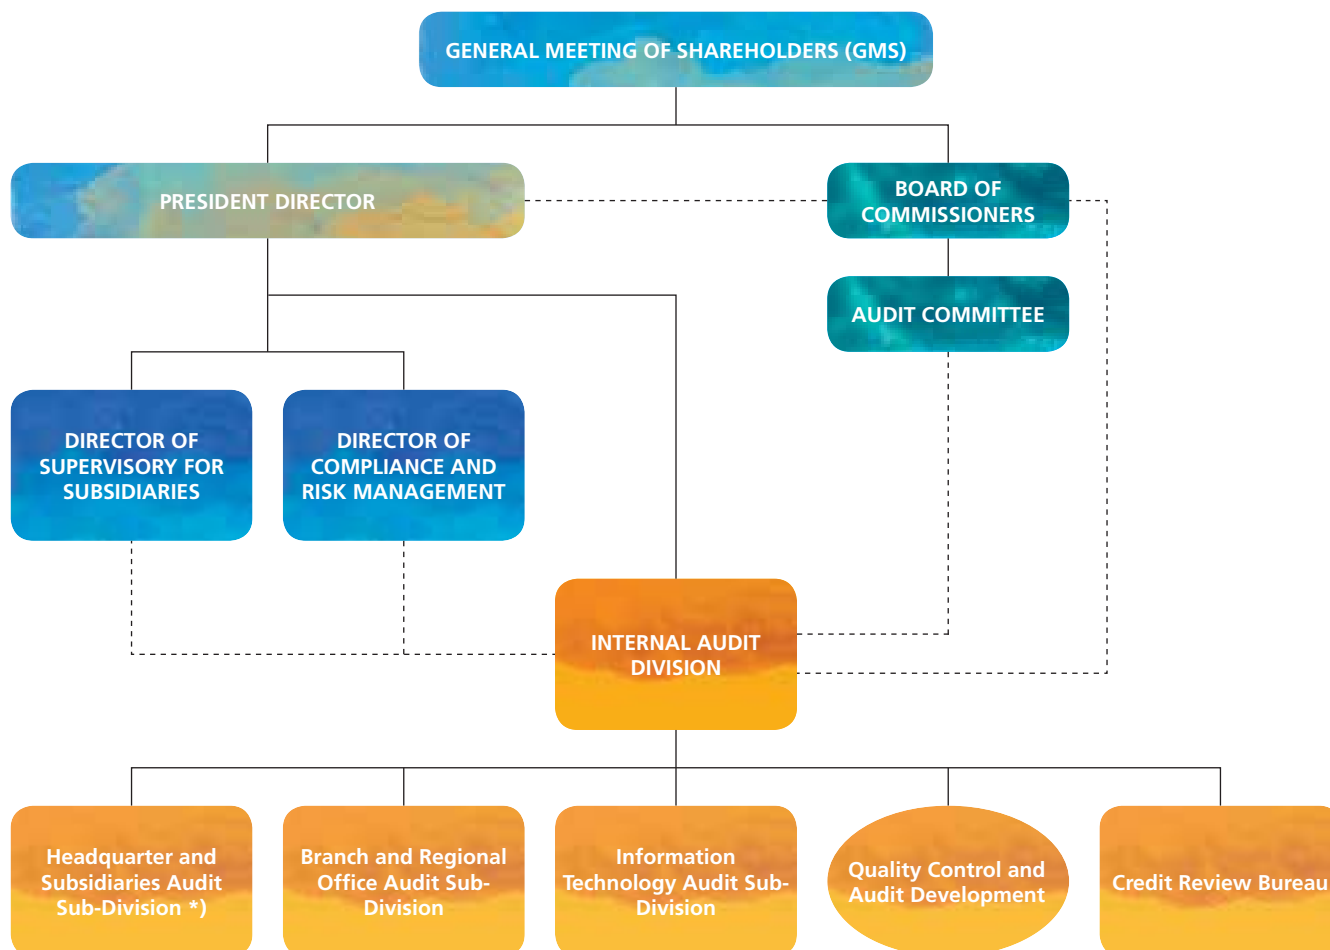 GENERAL MEETING OF SHAREHOLDERS (GMS)
PRESIDENT DIRECTOR
BOARD OF
COMMISSIONERS
AUDIT COMMITTEE
DIRECTOR OF
SUPERVISORY FOR
SUBSIDIARIES
DIRECTOR OF
COMPLIANCE AND
RISK MANAGEMENT
INTERNAL AUDIT
DIVISION
Headquarter and
Subsidiaries Audit
Sub-Division *)
Branch and Regional
Office Audit Sub-
Division
Information
Technology Audit Sub-
Division
Quality Control and
Audit Development
Credit Review Bureau